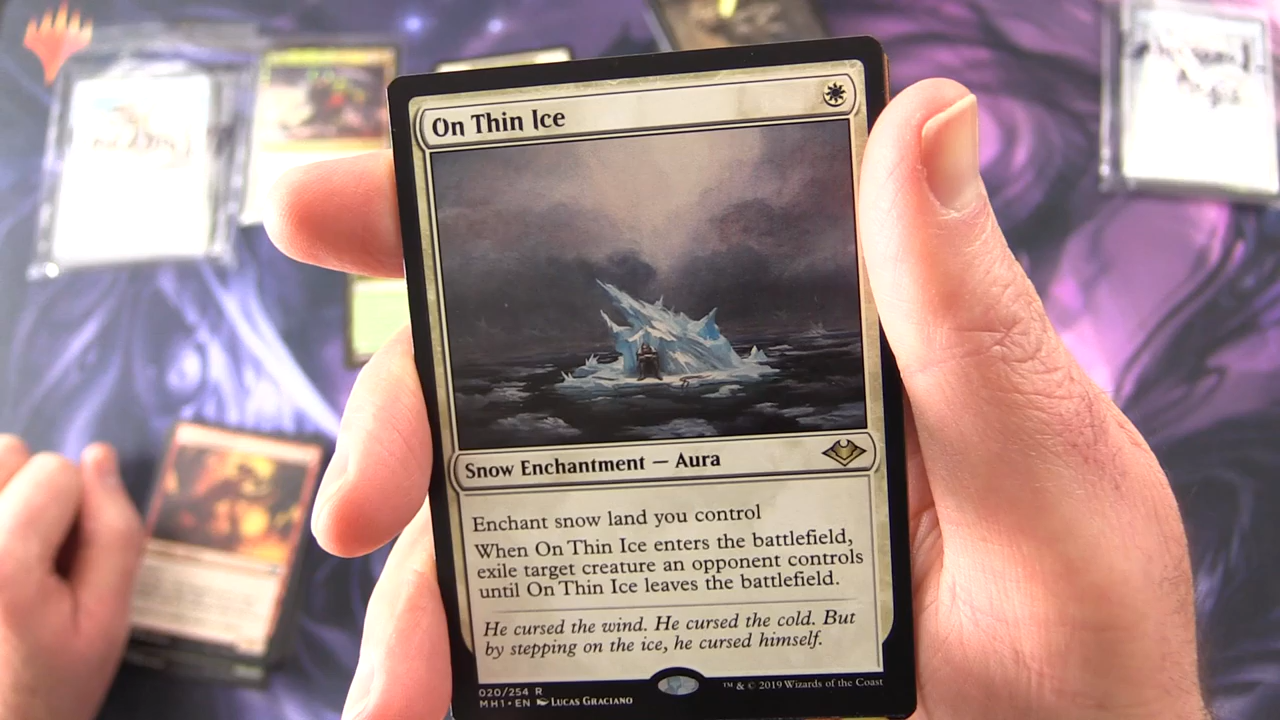 On Thin Ice
Snow Enchantment — Aura
Enchant snow land you control
When On Thin Ice enters the battlefield,
exile target creature an opponent controls
until On Thin Ice leaves the battlefield.
He cursed the wind. He cursed the cold. But
by stepping on the ice, he cursed himself.
020/254 R
MH1 • EN Lucas Graciano
™ & © 2019 Wizards of the Coast